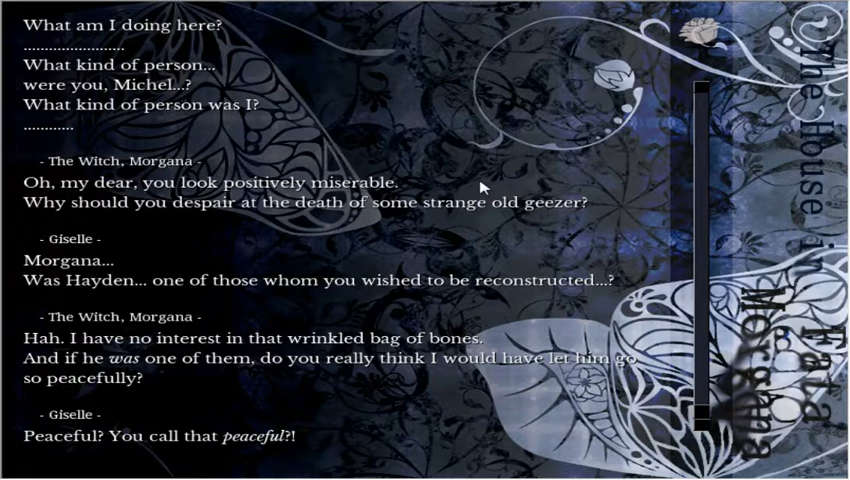 What am I doing here?
........................
What kind of person...
were you, Michel...?
What kind of person was I?
............
- The Witch, Morgana -
Oh, my dear, you look positively miserable.
Why should you despair at the death of some strange old geezer?
- Giselle -
Morgana...
Was Hayden... one of those whom you wished to be reconstructed...?
- The Witch, Morgana -
Hah. I have no interest in that wrinkled bag of bones.
And if he was one of them, do you really think I would have let him go
so peacefully?
- Giselle -
Peaceful? You call that peaceful?!
The House in
Fata
Morgana